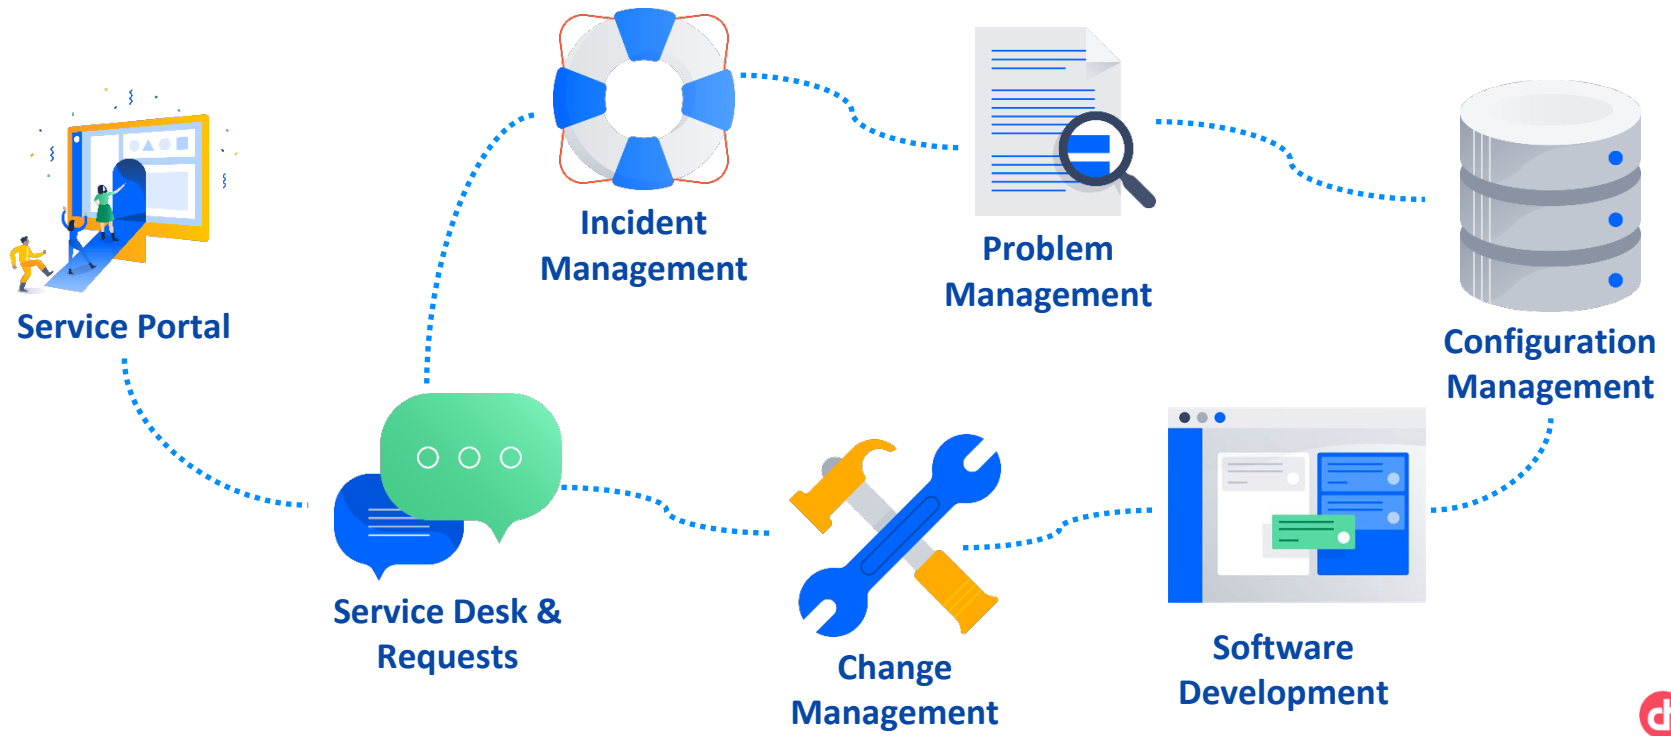 Service Portal
Incident
Management
Problem
Management
Configuration
Management
Service Desk &
Requests
Change
Management
Software
Development